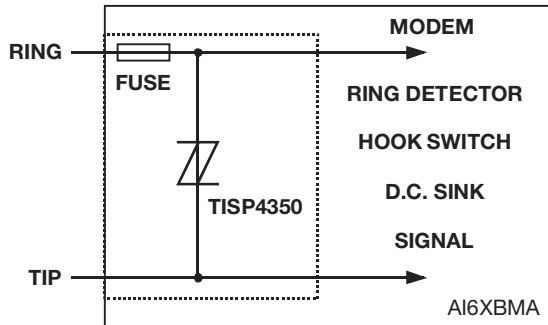 MODEM
RING
FUSE
RING DETECTOR
HOOK SWITCH
D.C. SINK
TISP4350
SIGNAL
TIP
AI6XBMA